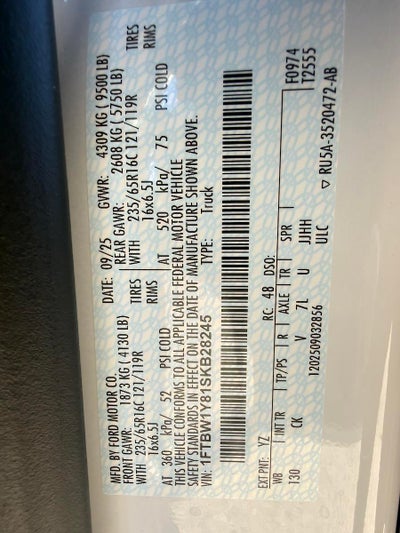 MFD. BY FORD MOTOR CO.
DATE: 09/25 GVWR: 4309 KG ( 9500 LB)
FRONT GAWR: 1873 KG ( 4130 LB) REAR GAWR: 2608 KG ( 5750 LB)
WITH 235/65R16C 121/119R TIRES WITH 235/65R16C 121/119R TIRES
16x6.5J RIMS 16x6.5J RIMS
AT 360 kPa/ 52 PSI COLD AT 520 kPa/ 75 PSI COLD
THIS VEHICLE CONFORMS TO ALL APPLICABLE FEDERAL MOTOR VEHICLE
SAFETY STANDARDS IN EFFECT ON THE DATE OF MANUFACTURE SHOWN ABOVE.
VIN: 1FTBW1Y81SKB28245 TYPE: Truck
F0974
T2555
EXT PNT: YZ RC: 48 DSO:
WB INT TR TP/PS R AXLE TR SPR
130 CK V 7L U JJHH
ULC
1202509032856
▽ RU5A-3520472-AB